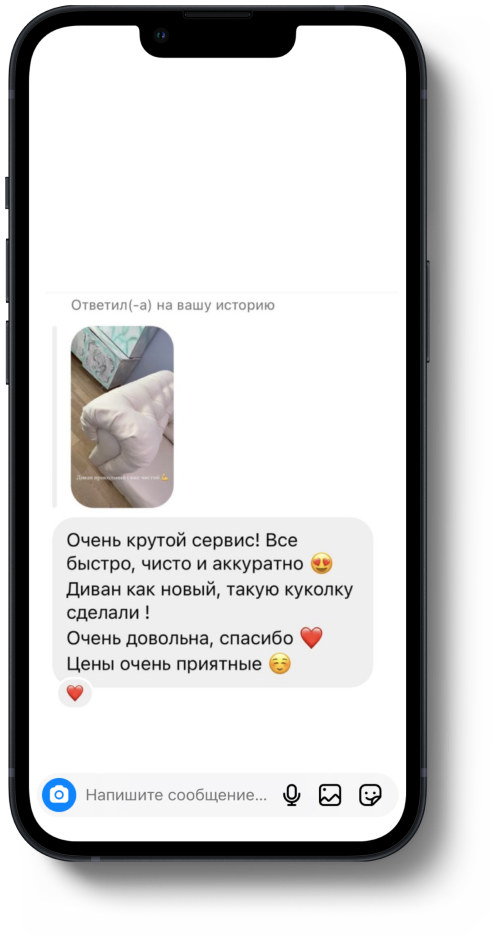 Ответил(-а) на вашу историю
Диван
Очень крутой сервис! Все
быстро, чисто и аккуратно 😍
Диван как новый, такую куколку
сделали !
Очень довольна, спасибо ❤️
Цены очень приятные ☺️
❤️
Напишите сообщение...